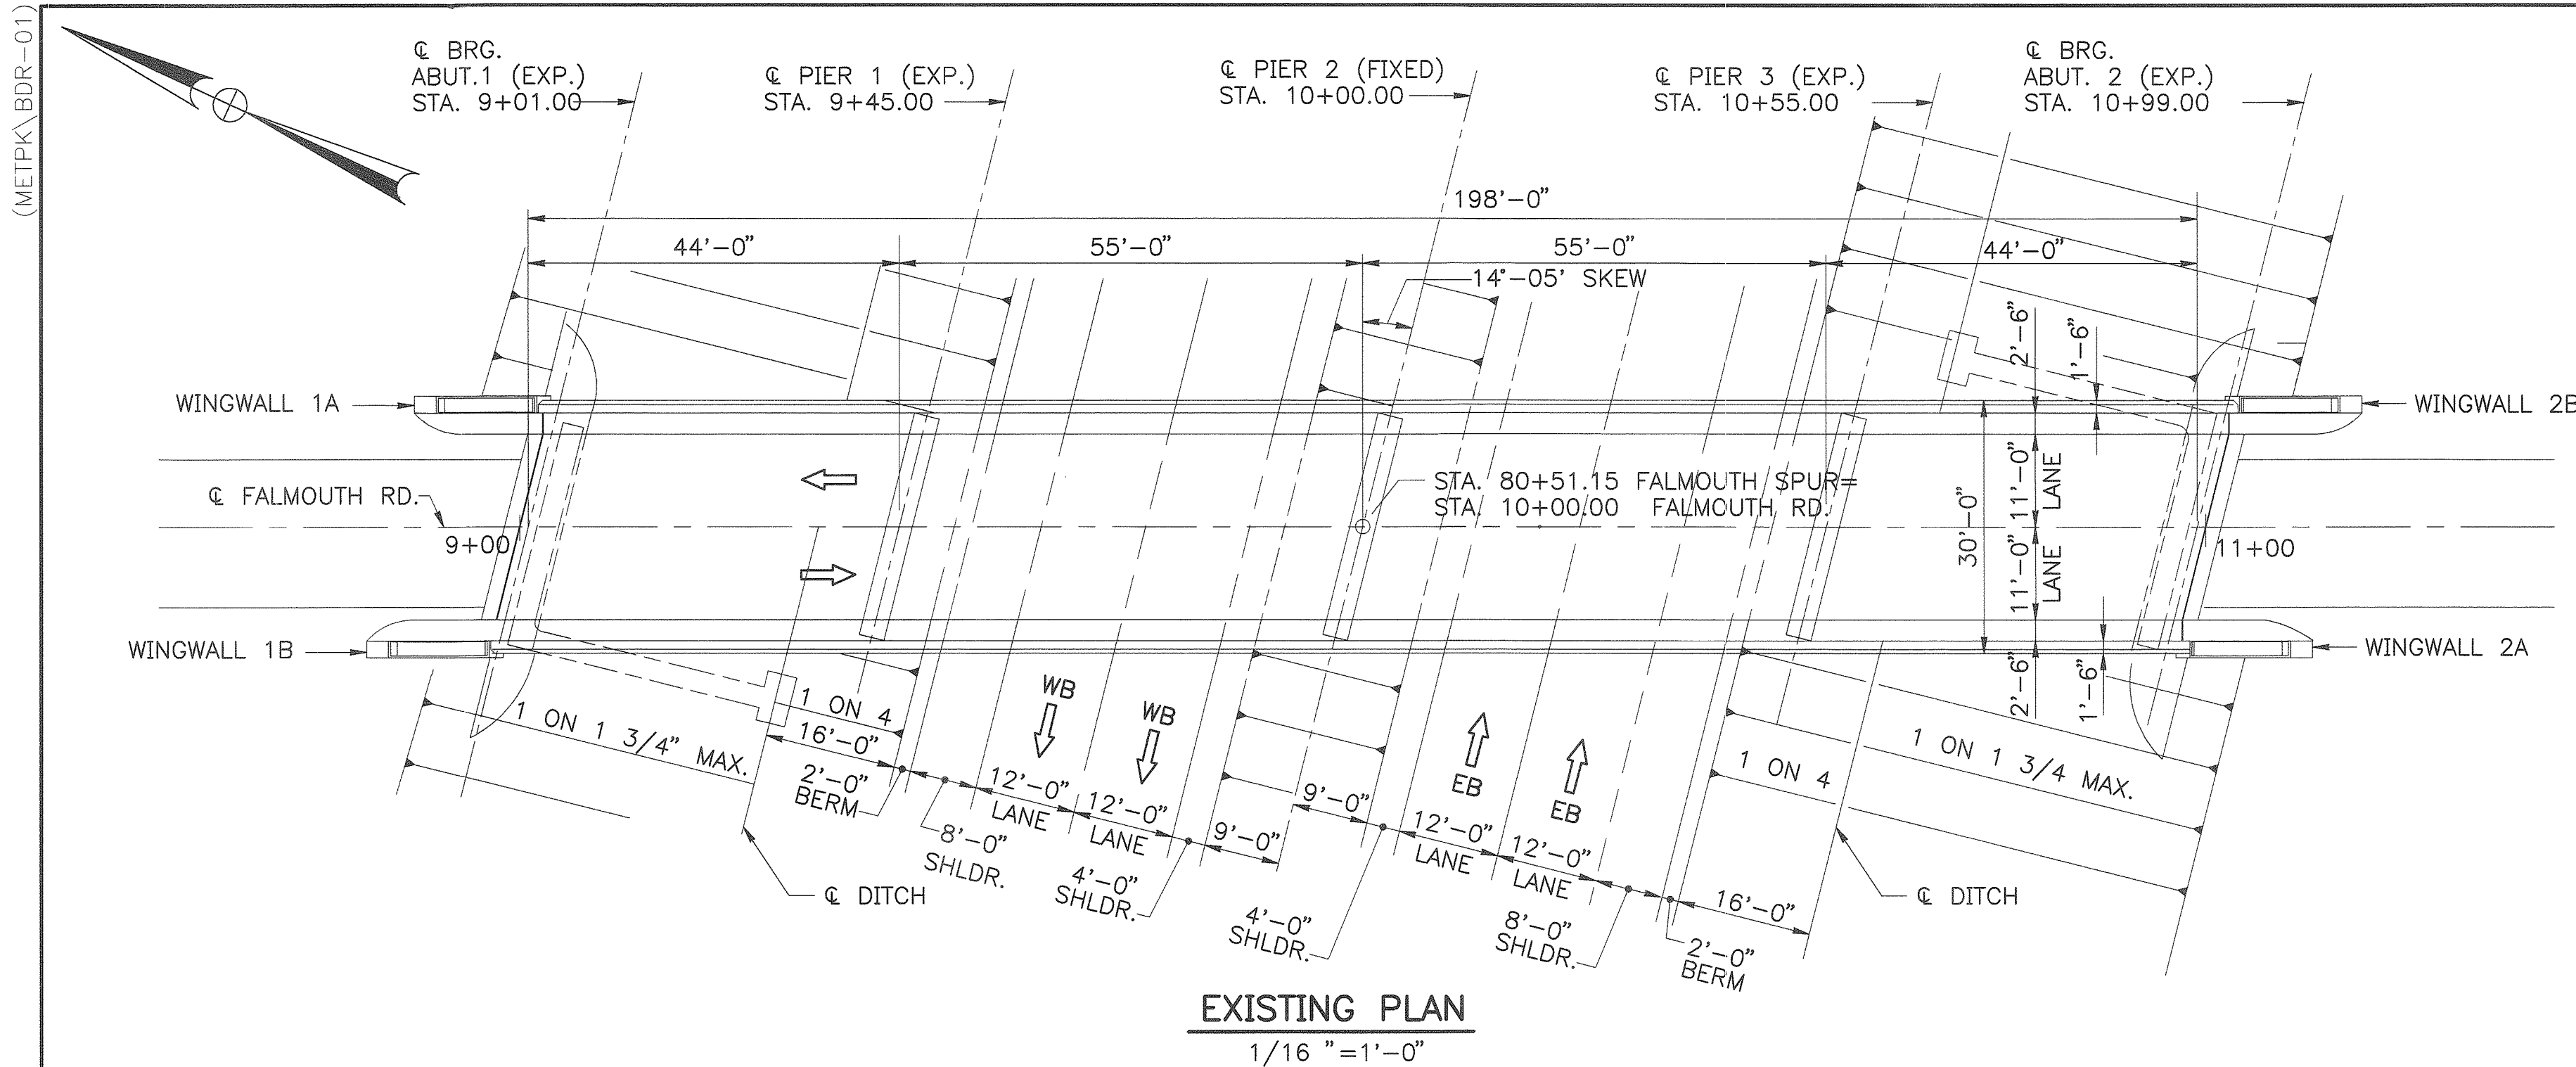 (METPK\BDR-01)
℄ BRG.
ABUT.1 (EXP.)
STA. 9+01.00
℄ PIER 1 (EXP.)
STA. 9+45.00
℄ PIER 2 (FIXED)
STA. 10+00.00
℄ PIER 3 (EXP.)
STA. 10+55.00
℄ BRG.
ABUT. 2 (EXP.)
STA. 10+99.00
198'-0"
44'-0"
55'-0"
55'-0"
44'-0"
14°-05' SKEW
2'-6"
1'-6"
WINGWALL 1A
WINGWALL 2B
℄ FALMOUTH RD.
9+00
STA. 80+51.15 FALMOUTH SPUR=
STA. 10+00.00 FALMOUTH RD.
30'-0"
11'-0"
LANE
11'-0"
LANE
11+00
WINGWALL 1B
WINGWALL 2A
2'-6"
1'-6"
1 ON 1 3/4" MAX.
1 ON 4
16'-0"
2'-0"
BERM
8'-0"
SHLDR.
WB
12'-0"
LANE
WB
12'-0"
LANE
4'-0"
SHLDR.
9'-0"
9'-0"
4'-0"
SHLDR.
EB
12'-0"
LANE
EB
12'-0"
LANE
8'-0"
SHLDR.
2'-0"
BERM
16'-0"
1 ON 4
1 ON 1 3/4 MAX.
℄ DITCH
℄ DITCH
EXISTING PLAN
1/16 "=1'-0"